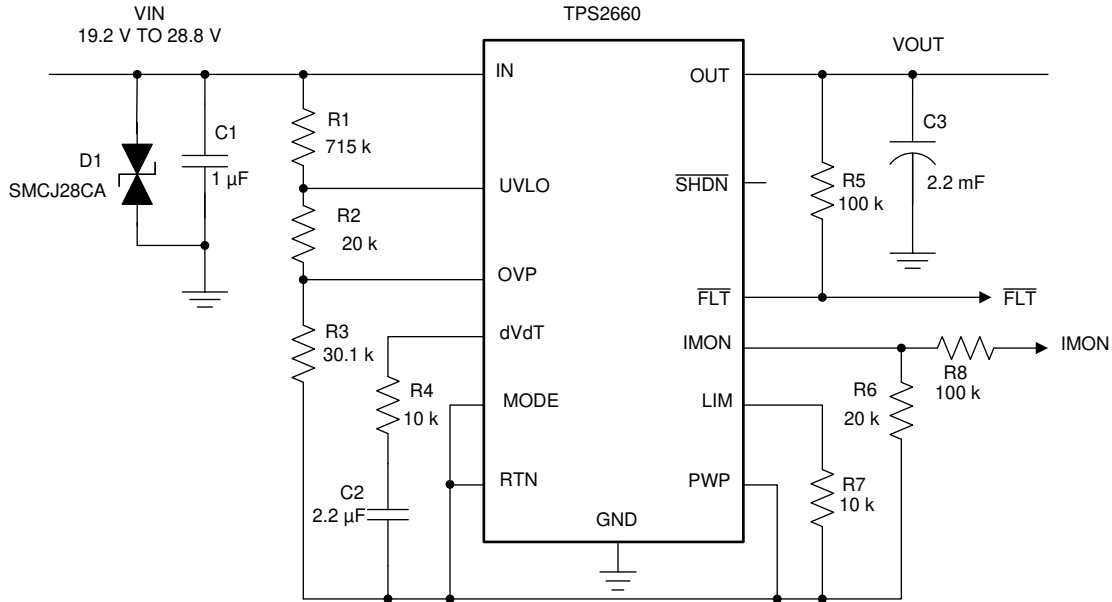 VIN
19.2 V TO 28.8 V
TPS2660
VOUT
IN
OUT
R1
715 k
C1
1 µF
D1
SMCJ28CA
C3
2.2 mF
UVLO
SHDN
R5
100 k
R2
20 k
OVP
FLT
FLT
R3
30.1 k
dVdT
IMON
IMON
R8
100 k
R4
10 k
R6
20 k
MODE
LIM
RTN
PWP
R7
10 k
C2
2.2 µF
GND